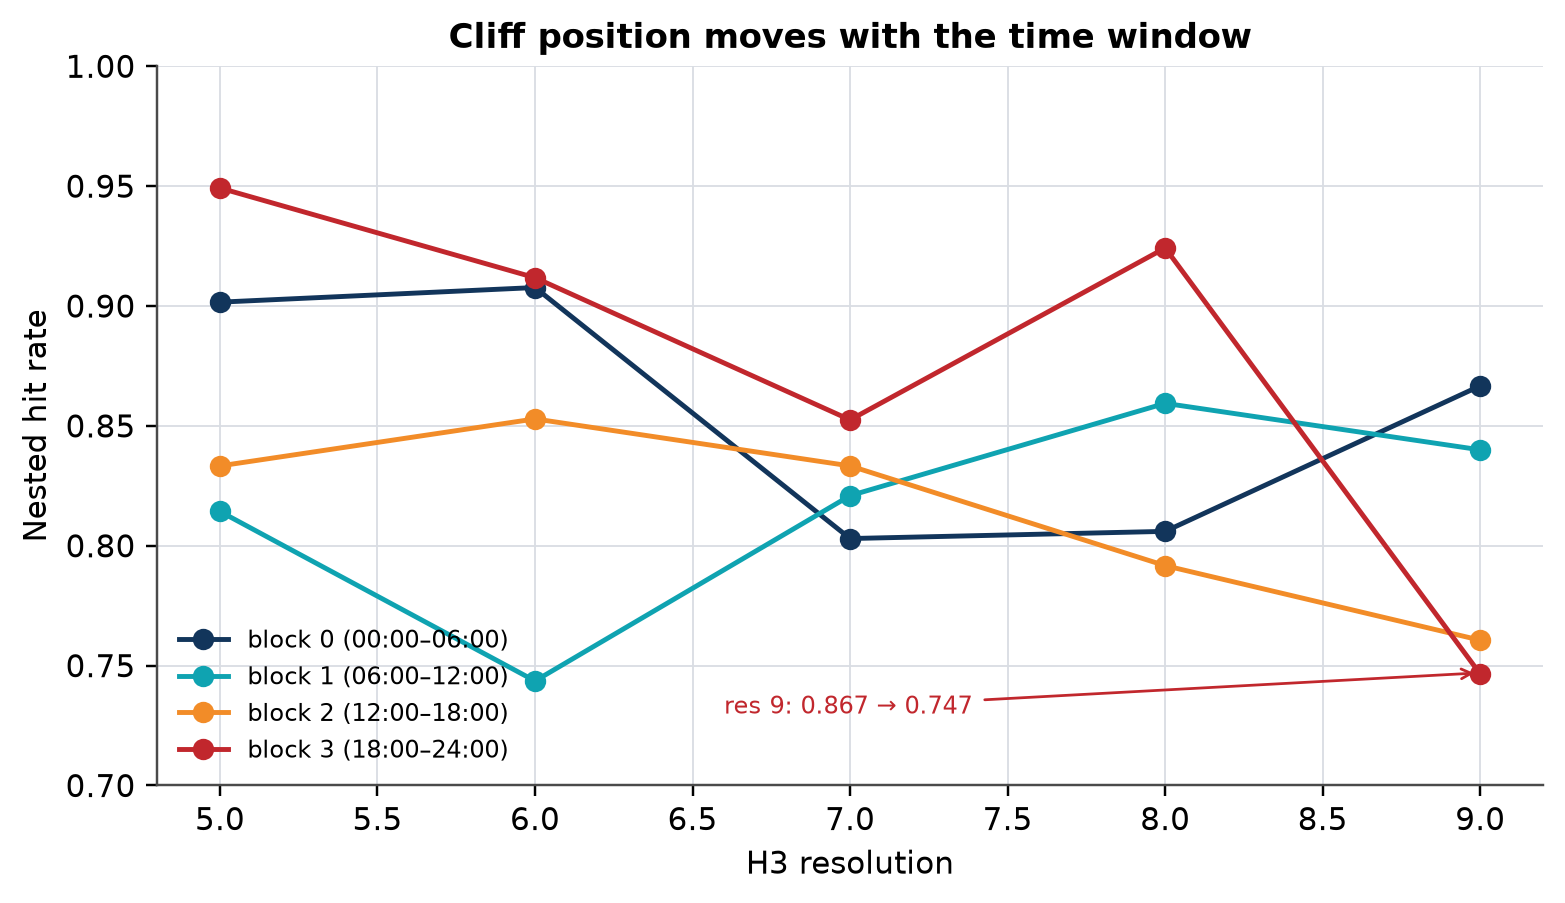 Cliff position moves with the time window
1.00
0.95
0.90
0.85
0.80
0.75
0.70
Nested hit rate
block 0 (00:00–06:00)
block 1 (06:00–12:00)
block 2 (12:00–18:00)
block 3 (18:00–24:00)
res 9: 0.867 → 0.747
5.0 5.5 6.0 6.5 7.0 7.5 8.0 8.5 9.0
H3 resolution